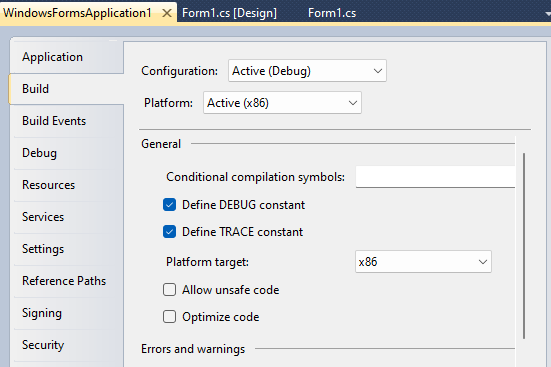 WindowsFormsApplication1 Form1.cs [Design] Form1.cs
Application
Build
Build Events
Debug
Resources
Services
Settings
Reference Paths
Signing
Security
Configuration: Active (Debug)
Platform: Active (x86)
General
Conditional compilation symbols:
Define DEBUG constant
Define TRACE constant
Platform target: x86
Allow unsafe code
Optimize code
Errors and warnings